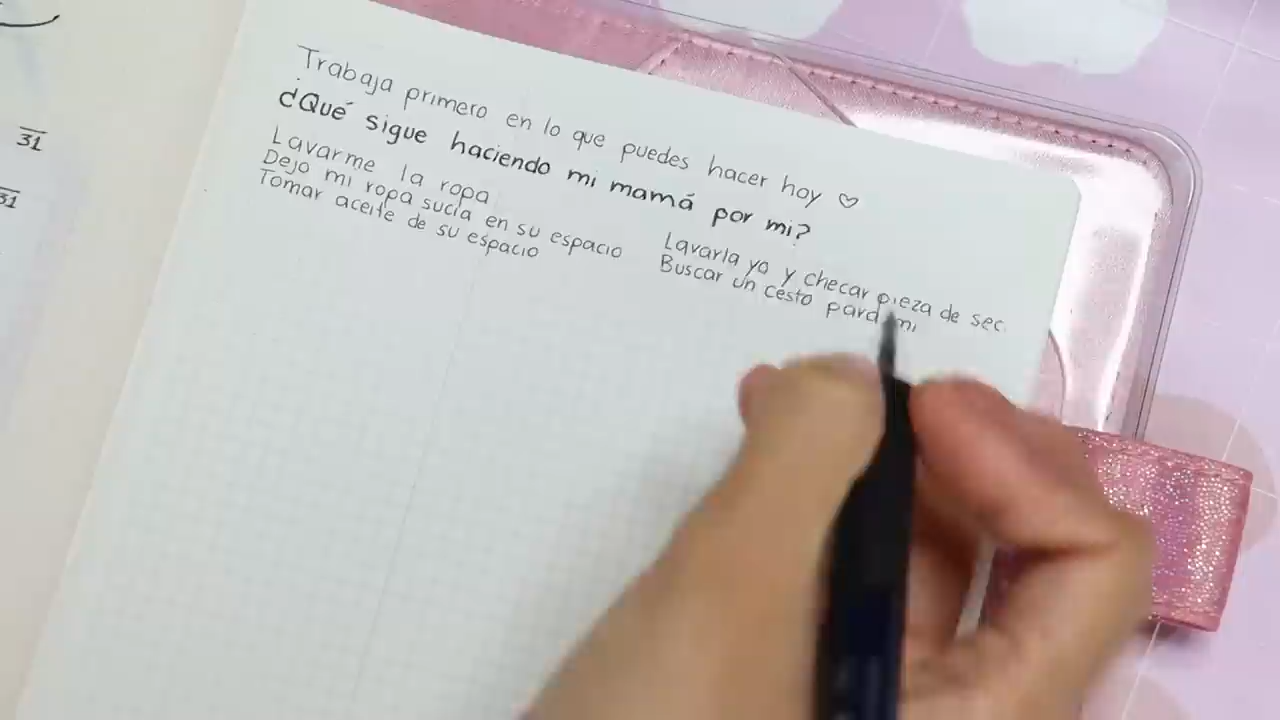 31
31
Trabaja primero en lo que puedes hacer hoy ♡
¿Qué sigue haciendo mi mamá por mi?
Lavarme la ropa
Dejo mi ropa sucia en su espacio
Tomar aceite de su espacio
Lavarla yo y checar pieza de sec
Buscar un cesto para mi